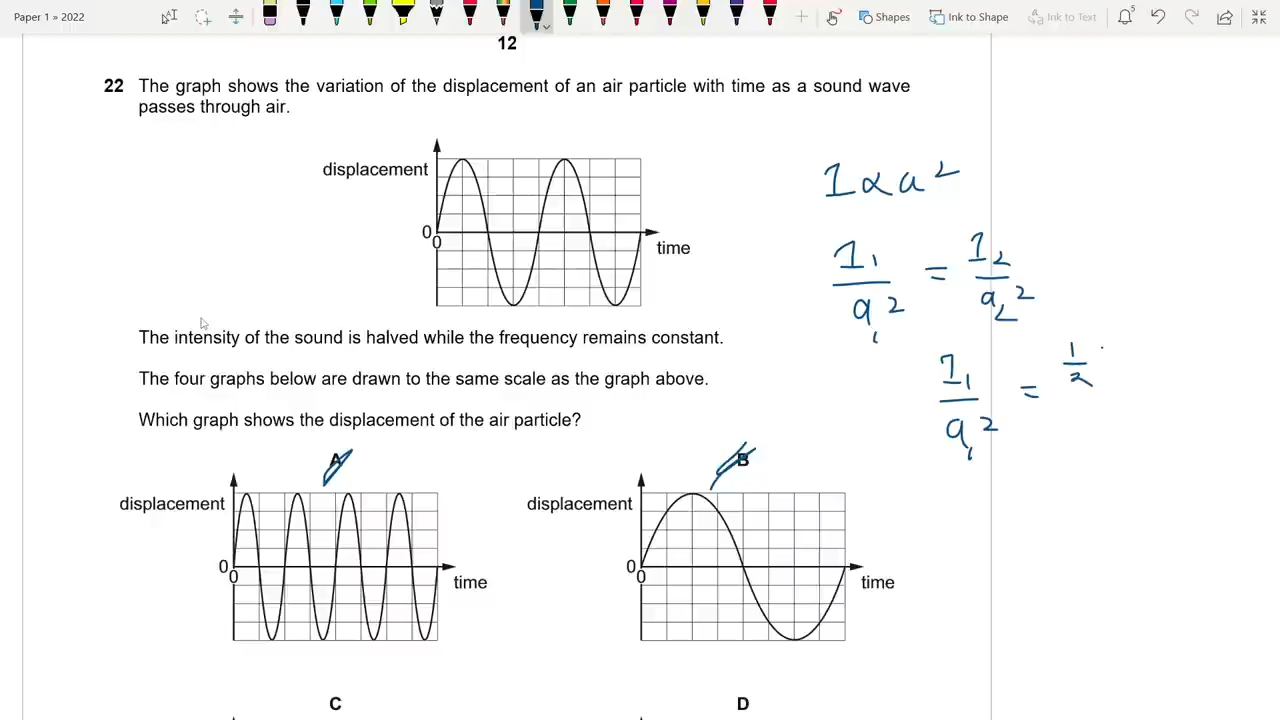 Paper 1 » 2022
Shapes
Ink to Shape
Ink to Text
5
12
22 The graph shows the variation of the displacement of an air particle with time as a sound wave
passes through air.
displacement
0
0
time
I ∝ a²
I₁/a₁² = I₂/a₂²
I₁/a₁² = 1/2
The intensity of the sound is halved while the frequency remains constant.
The four graphs below are drawn to the same scale as the graph above.
Which graph shows the displacement of the air particle?
A
B
displacement
0
0
time
displacement
0
0
time
C
D